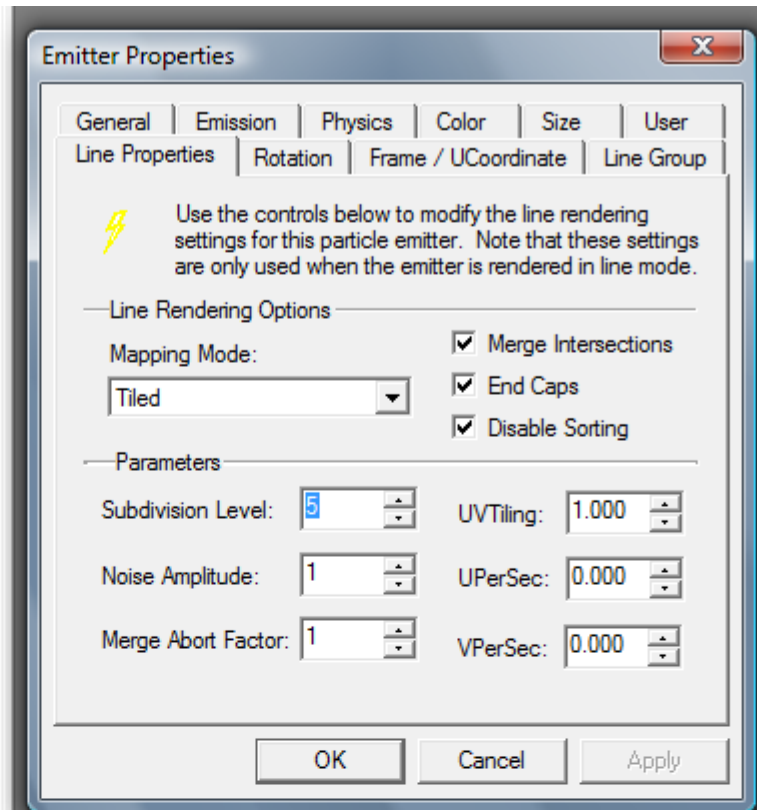 Emitter Properties
General Emission Physics Color Size User
Line Properties Rotation Frame / UCoordinate Line Group
Use the controls below to modify the line rendering
settings for this particle emitter. Note that these settings
are only used when the emitter is rendered in line mode.
Line Rendering Options
Mapping Mode:
Tiled
Merge Intersections
End Caps
Disable Sorting
Parameters
Subdivision Level: 5
UVTiling: 1.000
Noise Amplitude: 1
UPerSec: 0.000
Merge Abort Factor: 1
VPerSec: 0.000
OK Cancel Apply